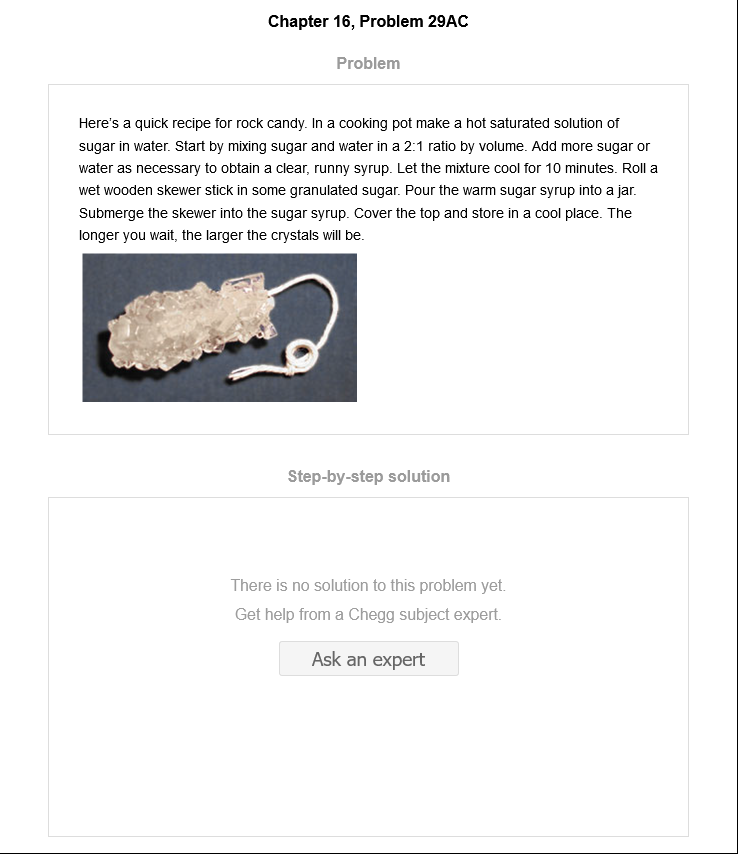 Chapter 16, Problem 29AC
Problem
Here's a quick recipe for rock candy. In a cooking pot make a hot saturated solution of
sugar in water. Start by mixing sugar and water in a 2:1 ratio by volume. Add more sugar or
water as necessary to obtain a clear, runny syrup. Let the mixture cool for 10 minutes. Roll a
wet wooden skewer stick in some granulated sugar. Pour the warm sugar syrup into a jar.
Submerge the skewer into the sugar syrup. Cover the top and store in a cool place. The
longer you wait, the larger the crystals will be.
Step-by-step solution
There is no solution to this problem yet.
Get help from a Chegg subject expert.
Ask an expert